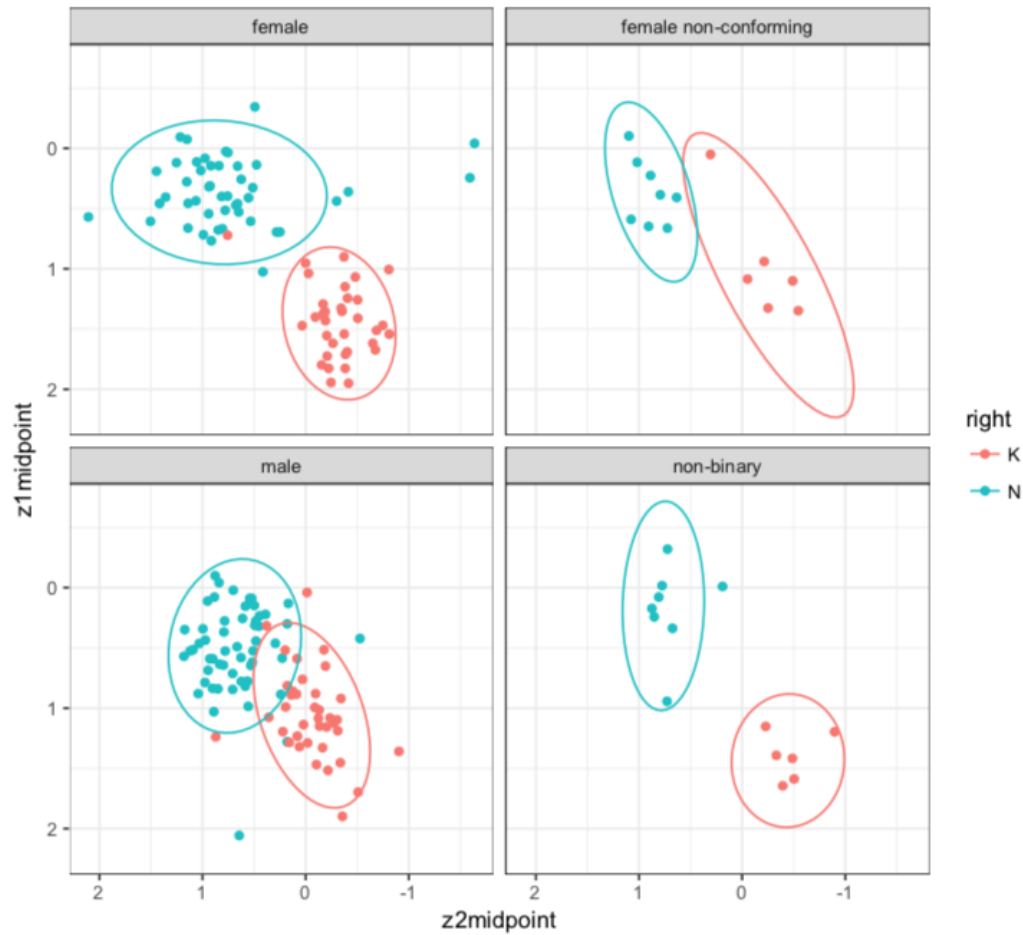 female
female non-conforming
0
1
2
z1midpoint
right
K
N
male
non-binary
0
1
2
2
1
0
-1
2
1
0
-1
z2midpoint